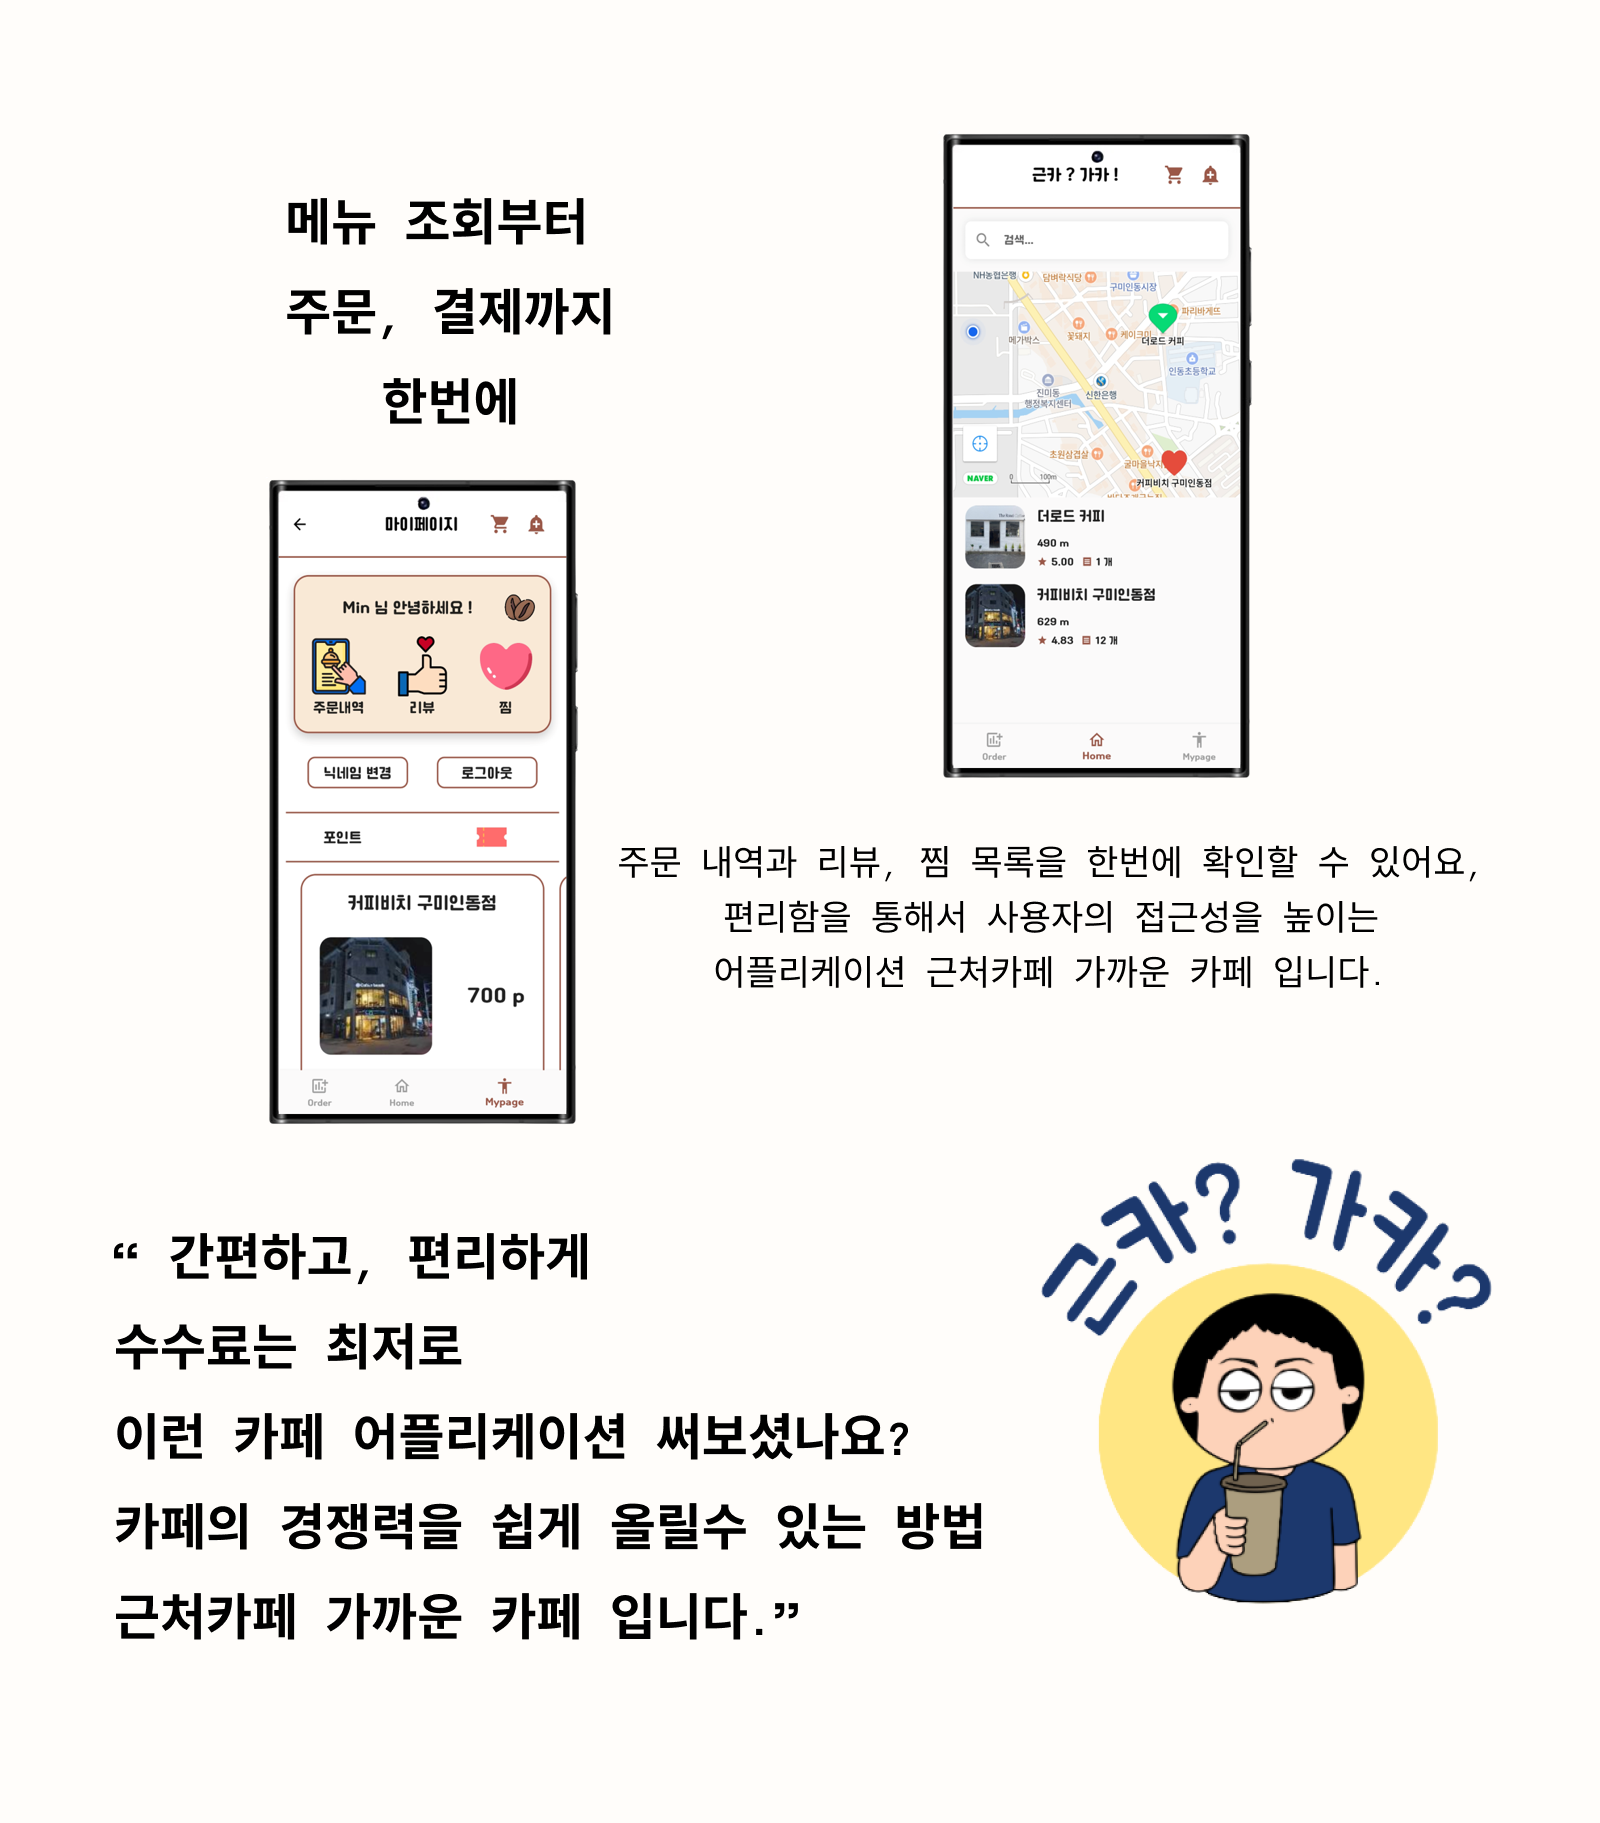 메뉴 조회부터
주문, 결제까지
한번에
근카 ? 가카 !
검색...
NH농협은행
담벼락식당
구미인동시장
파리바게뜨
메가박스
꽃돼지
케이크미
더로드 커피
인동초등학교
진미동
행정복지센터
신한은행
초원삼겹살
굴마을낙지
커피비치 구미인동점
NAVER
0 100m
더로드 커피
490 m
5.00 1 개
커피비치 구미인동점
629 m
4.83 12 개
Order Home Mypage
마이페이지
Min 님 안녕하세요 !
주문내역 리뷰 찜
닉네임 변경 로그아웃
포인트
커피비치 구미인동점
700 p
Order Home Mypage
주문 내역과 리뷰, 찜 목록을 한번에 확인할 수 있어요,
편리함을 통해서 사용자의 접근성을 높이는
어플리케이션 근처카페 가까운 카페 입니다.
“ 간편하고, 편리하게
수수료는 최저로
이런 카페 어플리케이션 써보셨나요?
카페의 경쟁력을 쉽게 올릴수 있는 방법
근처카페 가까운 카페 입니다.”
근카? 가카?